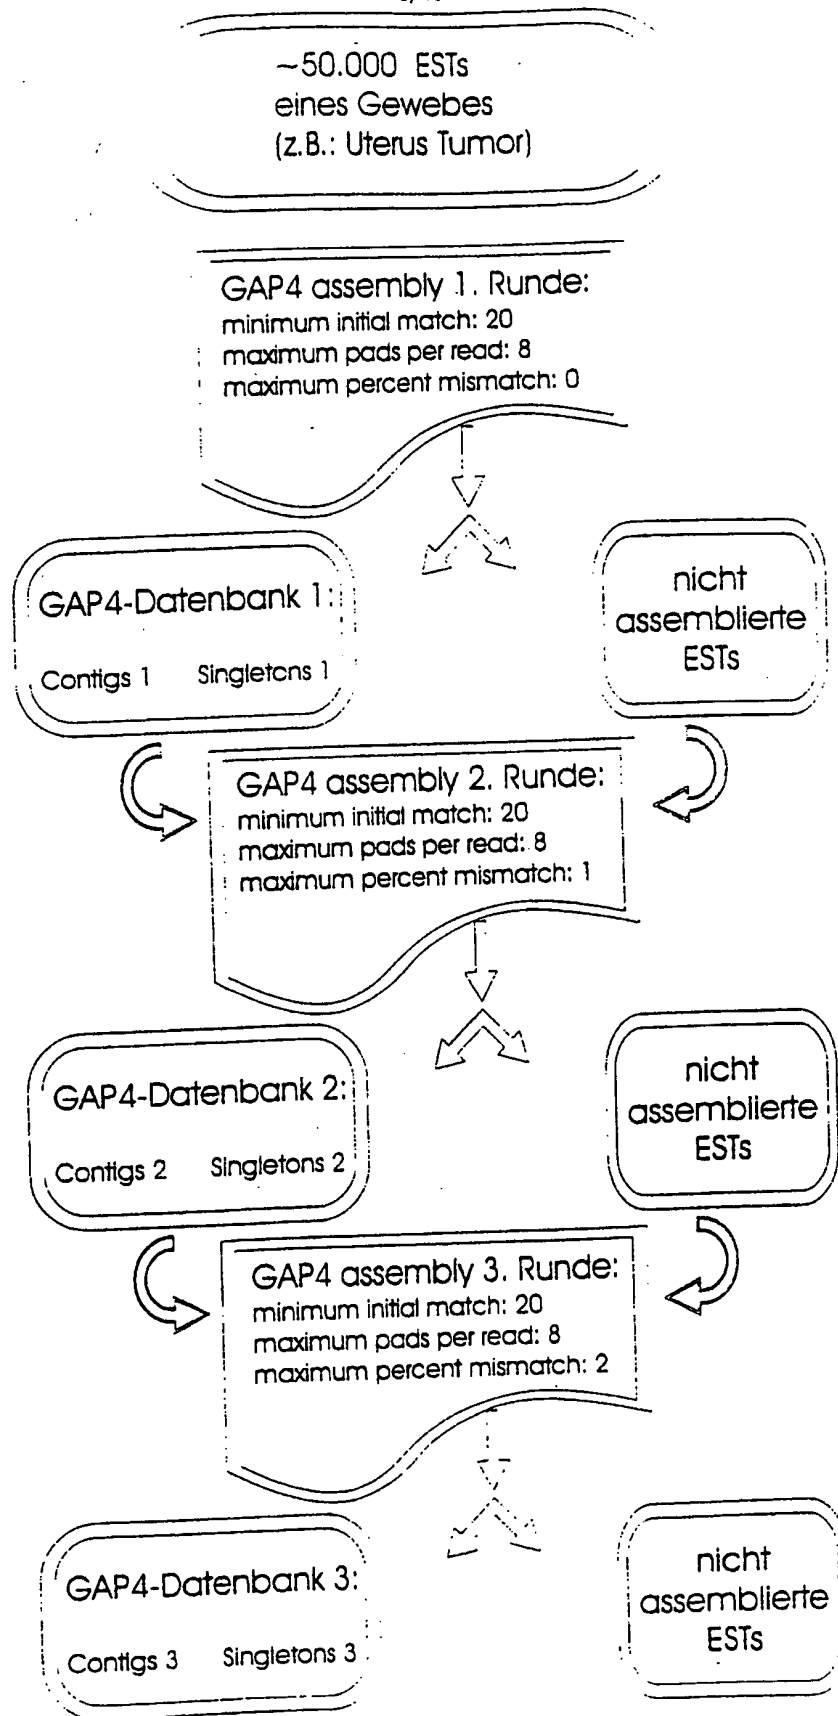 ~50.000 ESTs
eines Gewebes
(z.B.: Uterus Tumor)
GAP4 assembly 1. Runde:
minimum initial match: 20
maximum pads per read: 8
maximum percent mismatch: 0
GAP4-Datenbank 1:
Contigs 1 Singletons 1
nicht
assemblierte
ESTs
GAP4 assembly 2. Runde:
minimum initial match: 20
maximum pads per read: 8
maximum percent mismatch: 1
GAP4-Datenbank 2:
Contigs 2 Singletons 2
nicht
assemblierte
ESTs
GAP4 assembly 3. Runde:
minimum initial match: 20
maximum pads per read: 8
maximum percent mismatch: 2
GAP4-Datenbank 3:
Contigs 3 Singletons 3
nicht
assemblierte
ESTs